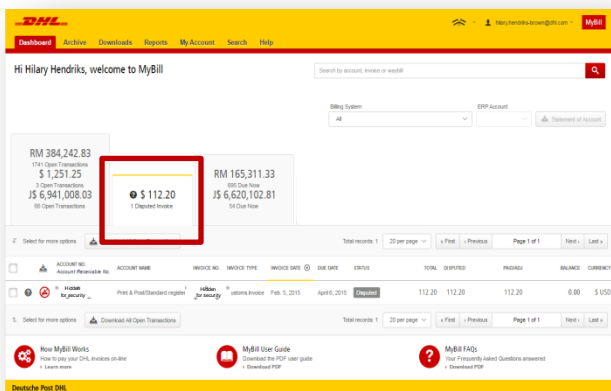 DHL
hilary.hendriks-brown@dhl.com
MyBill
Dashboard Archive Downloads Reports My Account Search Help
Hi Hilary Hendriks, welcome to MyBill
Search by account, invoice or waybill
Billing System: ERP Account
All Statement of Account
RM 384,242.83
1741 Open Transactions
$ 1,251.25
3 Open Transactions
J$ 6,941,008.03
65 Open Transactions
$ 112.20
1 Disputed Invoice
RM 165,311.33
695 Due Now
J$ 6,620,102.81
54 Due Now
Select for more options Total records: 1 20 per page « First ‹ Previous Page 1 of 1 Next › Last »
ACCOUNT NO. ACCOUNT NAME INVOICE NO. INVOICE TYPE INVOICE DATE DUE DATE STATUS TOTAL DISPUTED PAID/ADJ BALANCE CURRENCY
Account Receivable No.
Hidden for security Print & Post/Standard register Hidden for security ustoms invoice Feb. 5, 2015 April 6, 2015 Disputed 112.20 112.20 112.20 0.00 $ USD
Select for more options Download All Open Transactions Total records: 1 20 per page « First ‹ Previous Page 1 of 1 Next › Last »
How MyBill Works
How to pay your DHL invoices on-line
› Learn more
MyBill User Guide
Download the PDF user guide
› Download PDF
MyBill FAQs
Your Frequently Asked Questions answered
› Download PDF
Deutsche Post DHL